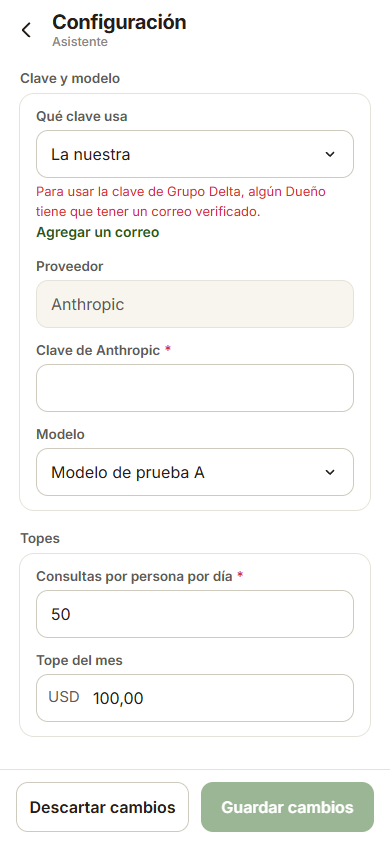 Configuración
Asistente
Clave y modelo
Qué clave usa
La nuestra
Para usar la clave de Grupo Delta, algún Dueño
tiene que tener un correo verificado.
Agregar un correo
Proveedor
Anthropic
Clave de Anthropic *
Modelo
Modelo de prueba A
Topes
Consultas por persona por día *
50
Tope del mes
USD 100,00
Descartar cambios
Guardar cambios